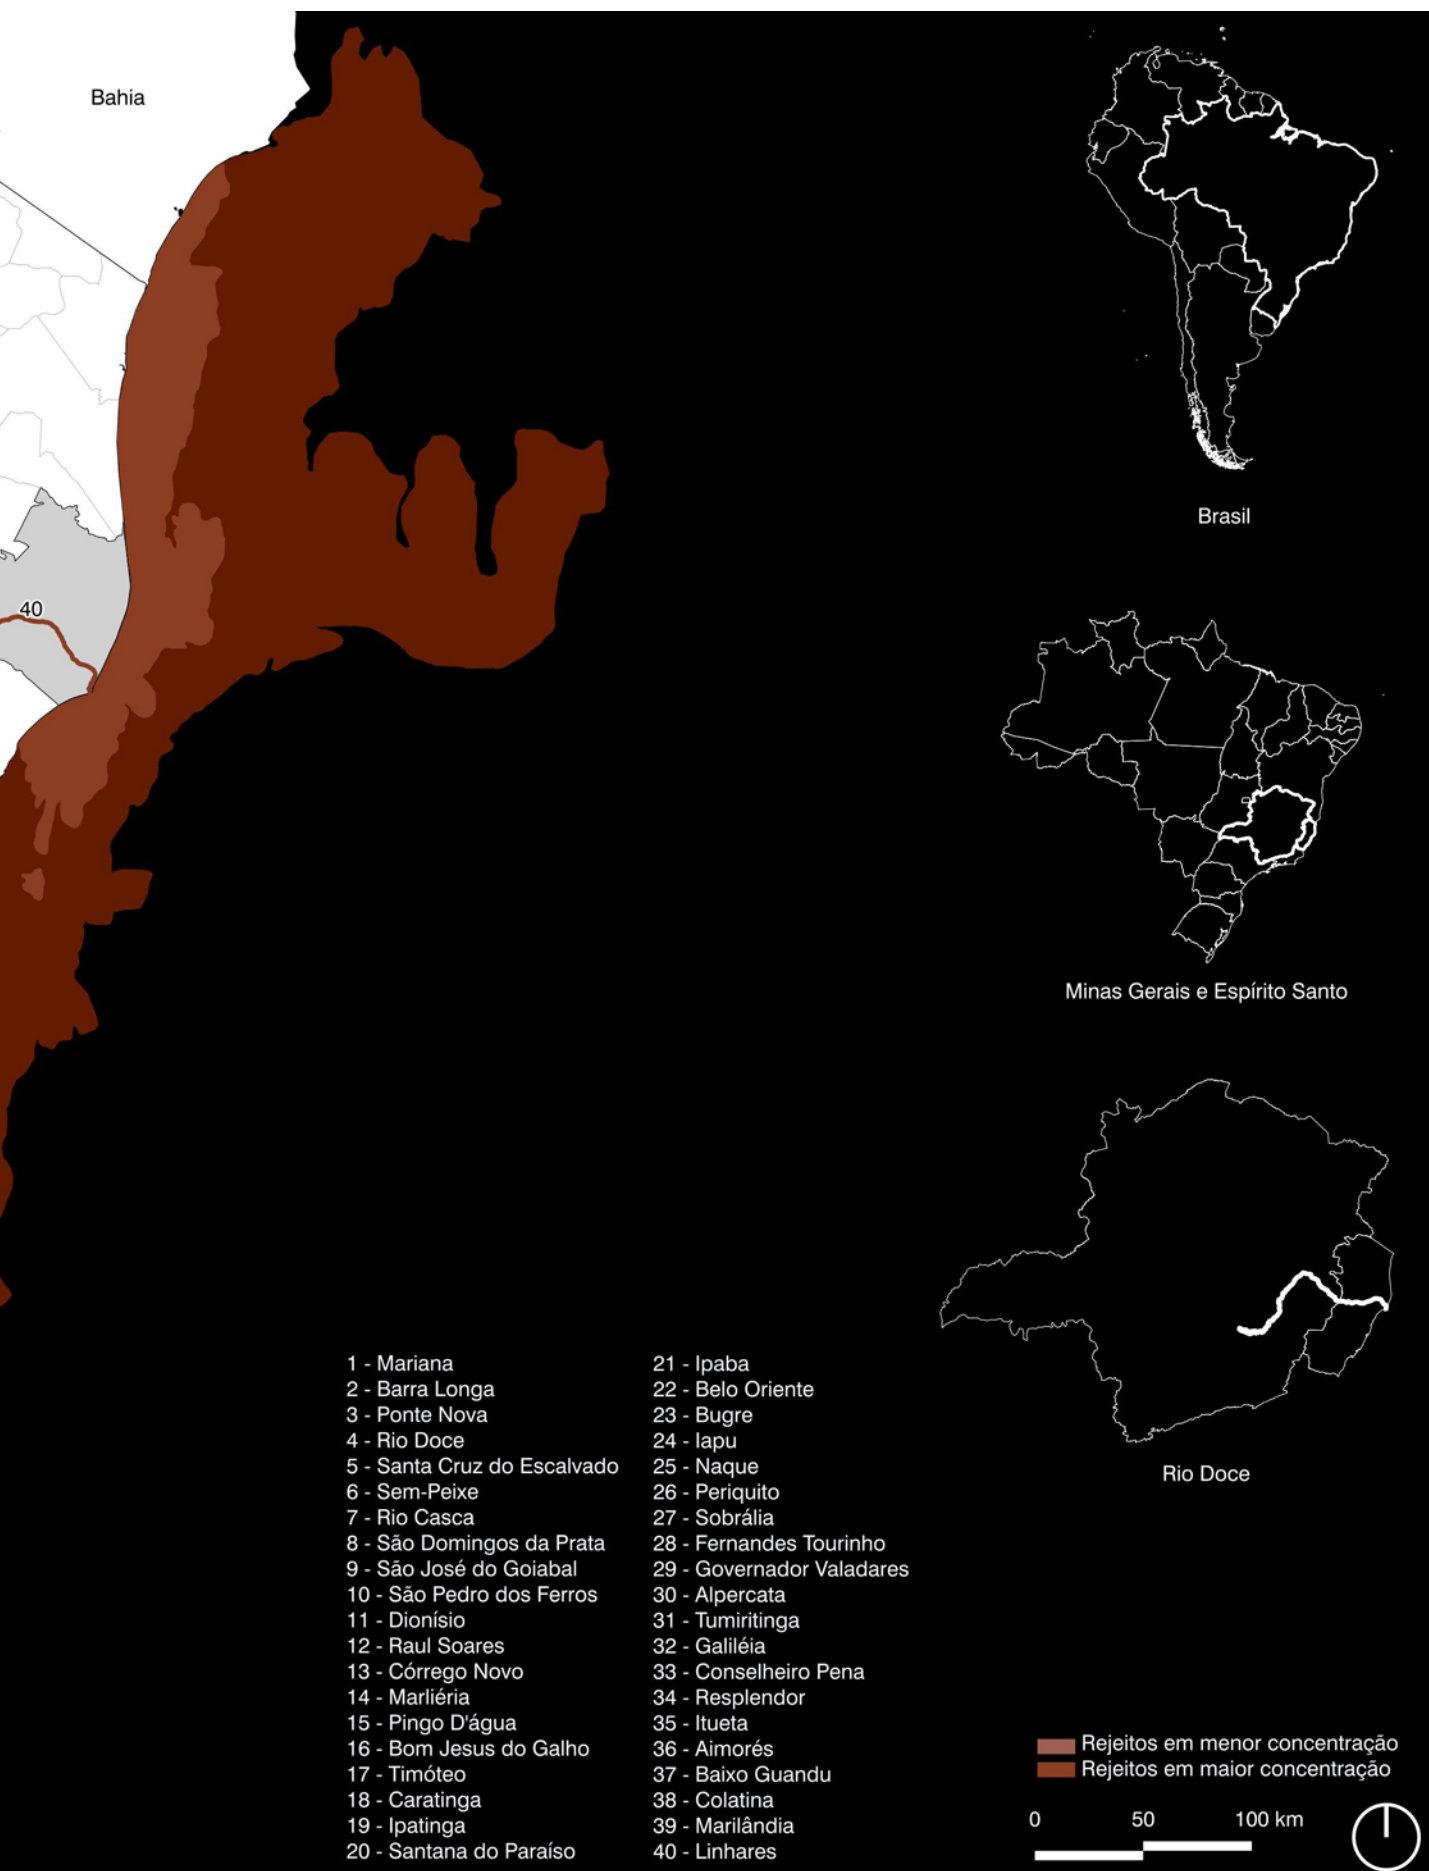 Bahia
40
Brasil
Minas Gerais e Espírito Santo
Rio Doce
1 - Mariana
2 - Barra Longa
3 - Ponte Nova
4 - Rio Doce
5 - Santa Cruz do Escalvado
6 - Sem-Peixe
7 - Rio Casca
8 - São Domingos da Prata
9 - São José do Goiabal
10 - São Pedro dos Ferros
11 - Dionísio
12 - Raul Soares
13 - Córrego Novo
14 - Marliéria
15 - Pingo D'água
16 - Bom Jesus do Galho
17 - Timóteo
18 - Caratinga
19 - Ipatinga
20 - Santana do Paraíso
21 - Ipaba
22 - Belo Oriente
23 - Bugre
24 - Iapu
25 - Naque
26 - Periquito
27 - Sobrália
28 - Fernandes Tourinho
29 - Governador Valadares
30 - Alpercata
31 - Tumiritinga
32 - Galiléia
33 - Conselheiro Pena
34 - Resplendor
35 - Itueta
36 - Aimorés
37 - Baixo Guandu
38 - Colatina
39 - Marilândia
40 - Linhares
Rejeitos em menor concentração
Rejeitos em maior concentração
0 50 100 km